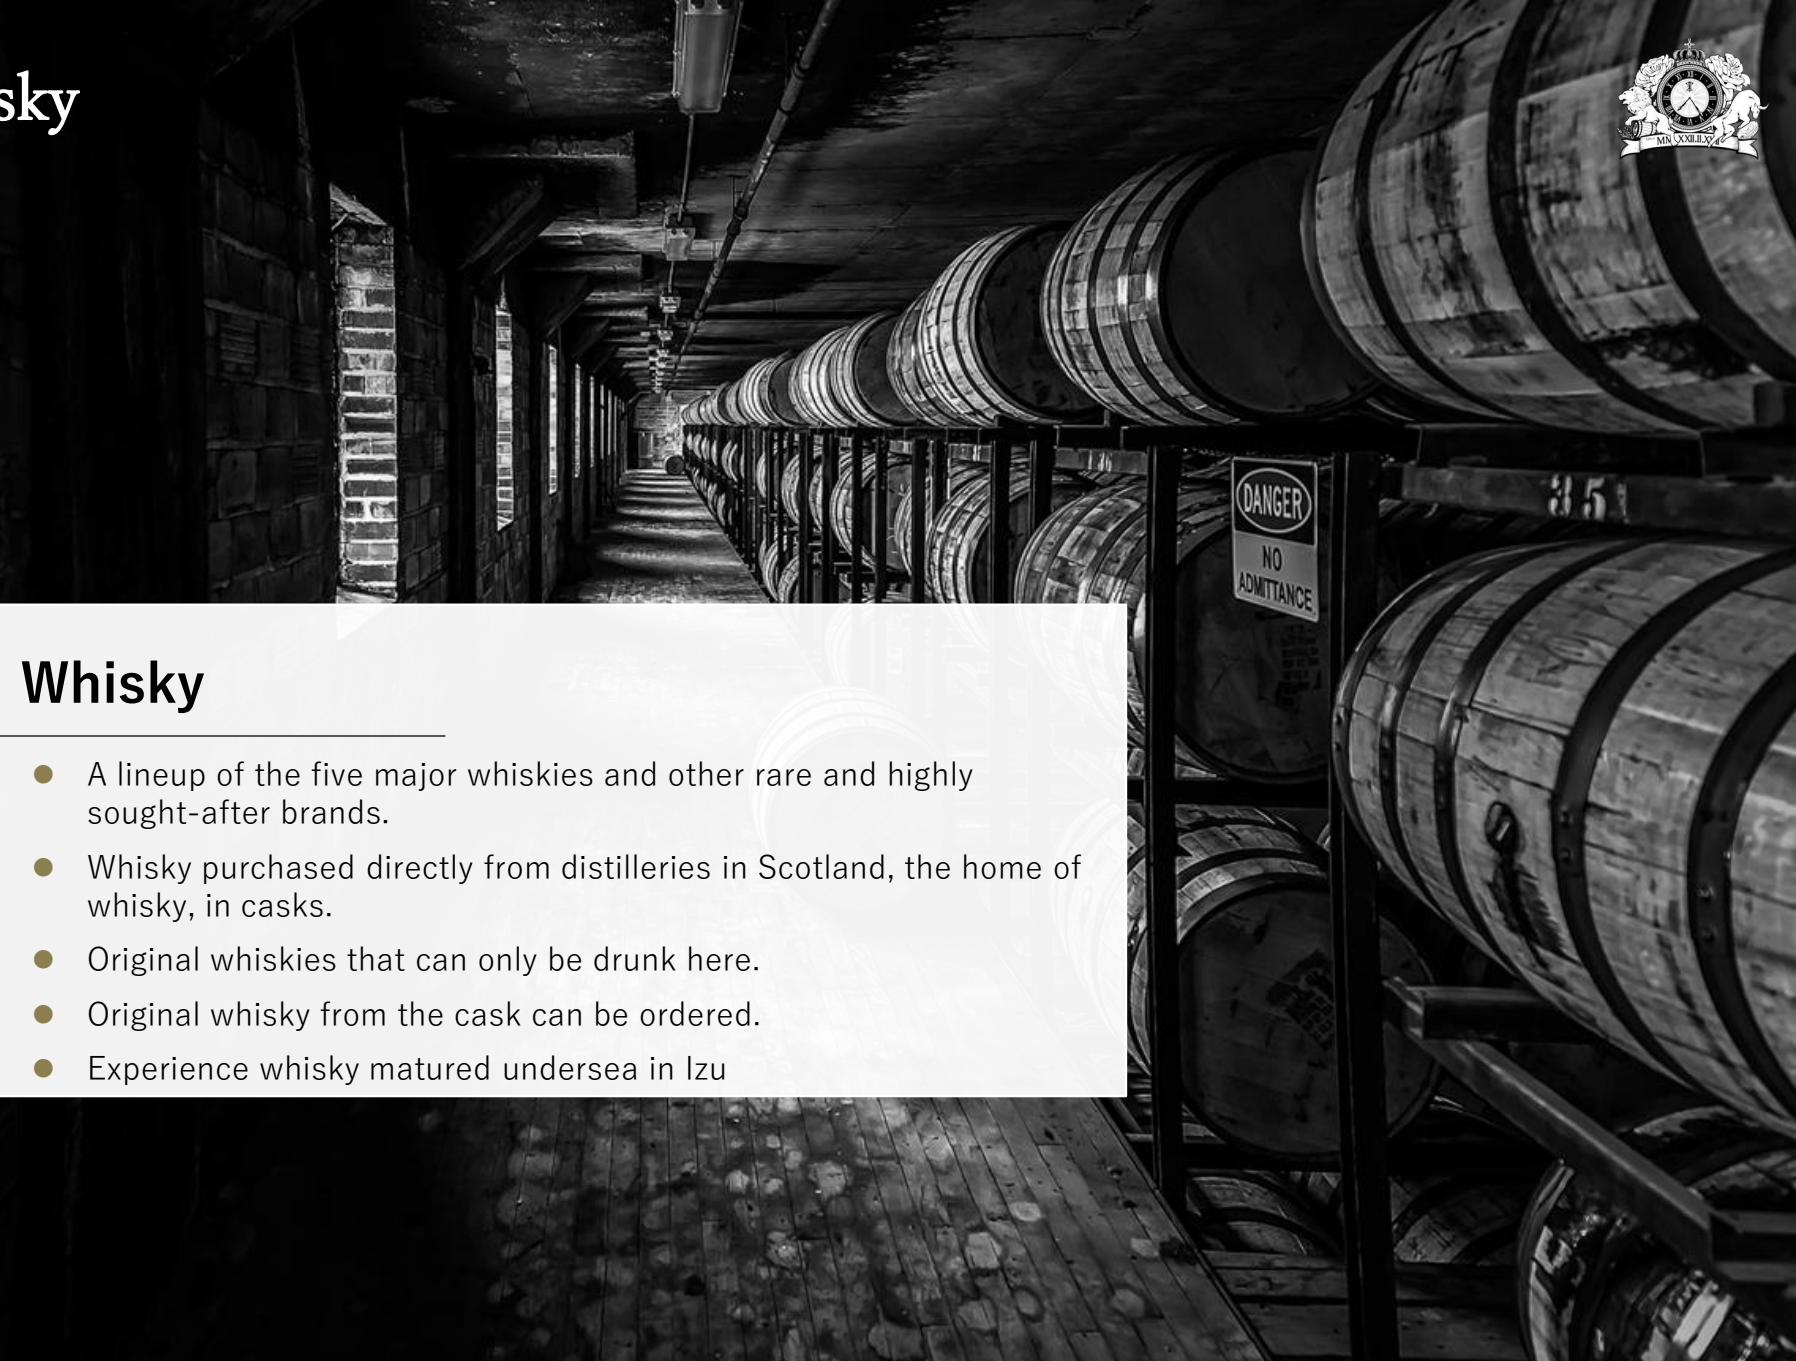 sky
DANGER
NO
ADMITTANCE
351
Whisky
A lineup of the five major whiskies and other rare and highly
sought-after brands.
Whisky purchased directly from distilleries in Scotland, the home of
whisky, in casks.
Original whiskies that can only be drunk here.
Original whisky from the cask can be ordered.
Experience whisky matured undersea in Izu